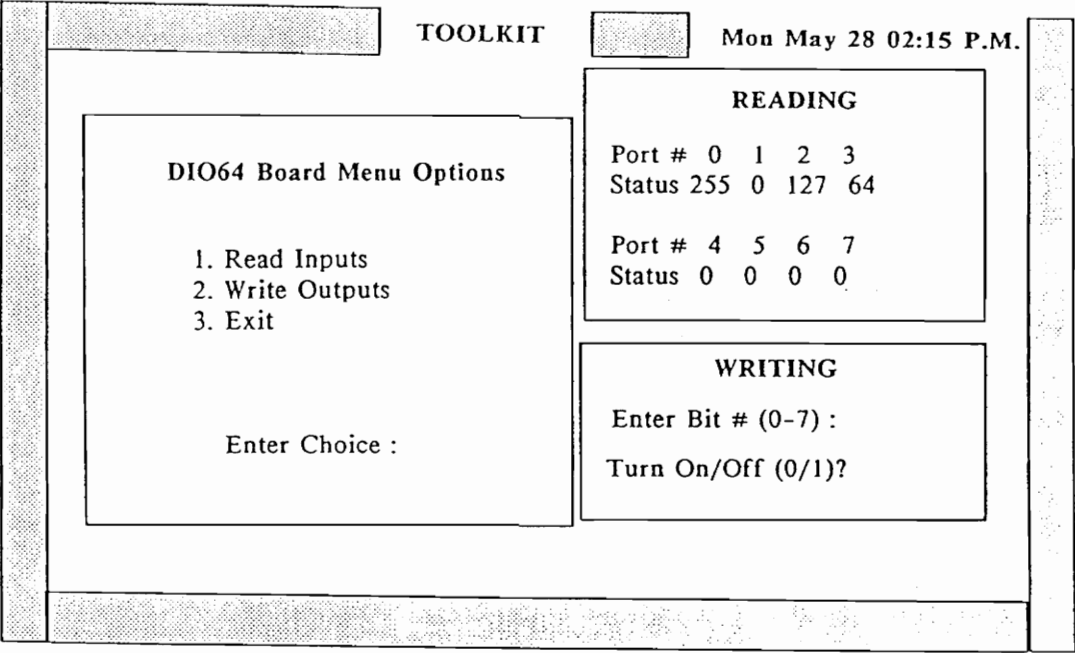 TOOLKIT
Mon May 28 02:15 P.M.
DIO64 Board Menu Options
1. Read Inputs
2. Write Outputs
3. Exit
Enter Choice :
READING
Port # 0 1 2 3
Status 255 0 127 64
Port # 4 5 6 7
Status 0 0 0 0
WRITING
Enter Bit # (0-7) :
Turn On/Off (0/1)?